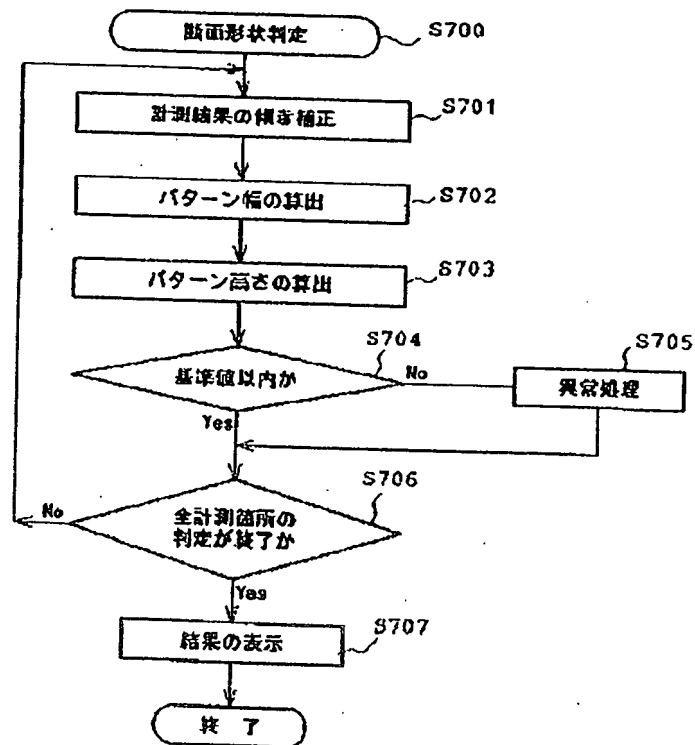 断面形状判定
S700
計測結果の傾き補正
S701
パターン幅の算出
S702
パターン高さの算出
S703
S704
基準値以内か
No
S705
異常処理
Yes
S706
全計測箇所の
判定が終了か
No
Yes
結果の表示
S707
終 了